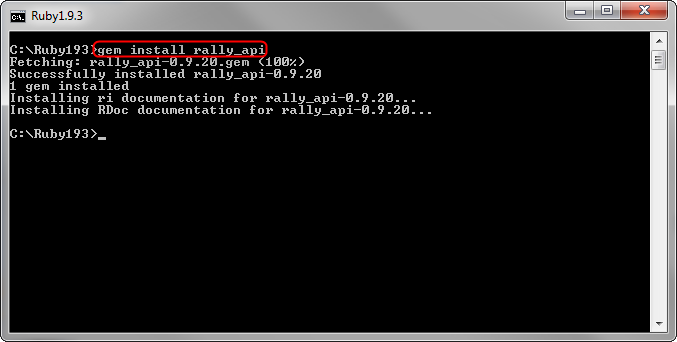 Ruby1.9.3
C:\Ruby193>gem install rally_api
Fetching: rally_api-0.9.20.gem (100%)
Successfully installed rally_api-0.9.20
1 gem installed
Installing ri documentation for rally_api-0.9.20...
Installing RDoc documentation for rally_api-0.9.20...
C:\Ruby193>_